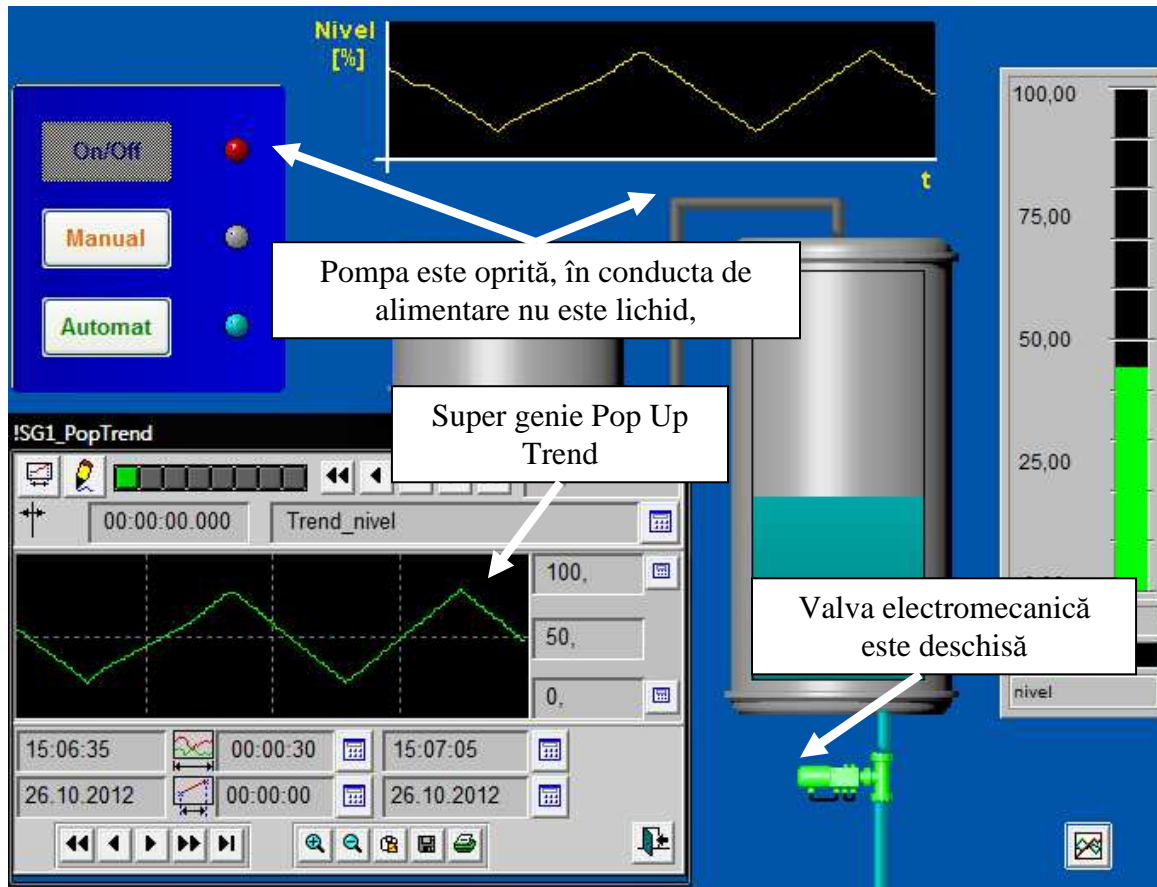 Nivel
[%]
t
On/Off
Manual
Automat
Pompa este oprită, în conducta de
alimentare nu este lichid,
100,00
75,00
50,00
25,00
Super genie Pop Up
Trend
!SG1_PopTrend
00:00:00.000
Trend_nivel
100,
50,
0,
Valva electromecanică
este deschisă
nivel
15:06:35
00:00:30
15:07:05
26.10.2012
00:00:00
26.10.2012